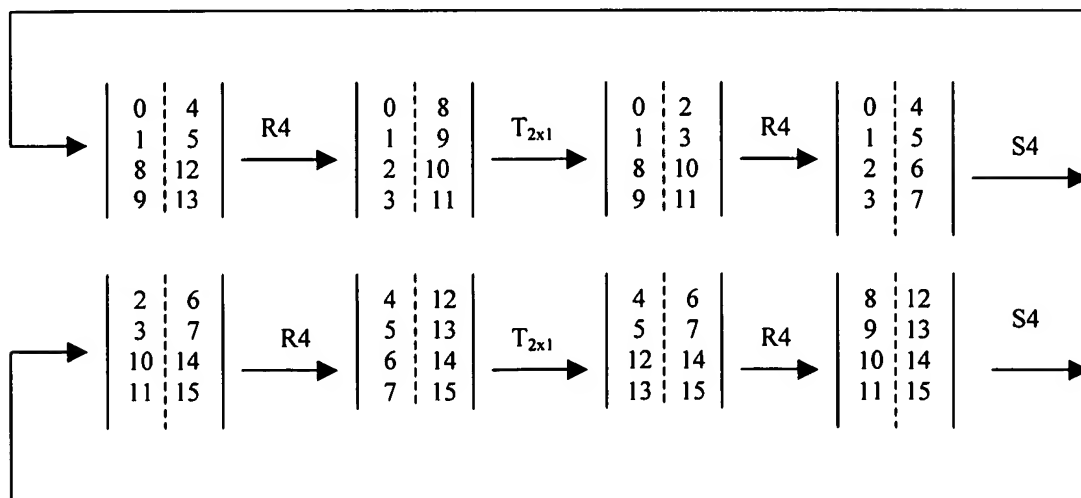 0 4 0 8 0 2 0 4
1 5 R4 1 9 T2x1 1 3 R4 1 5 S4
8 12 2 10 8 10 2 6
9 13 3 11 9 11 3 7
2 6 4 12 4 6 8 12
3 7 R4 5 13 T2x1 5 7 R4 9 13 S4
10 14 6 14 12 14 10 14
11 15 7 15 13 15 11 15